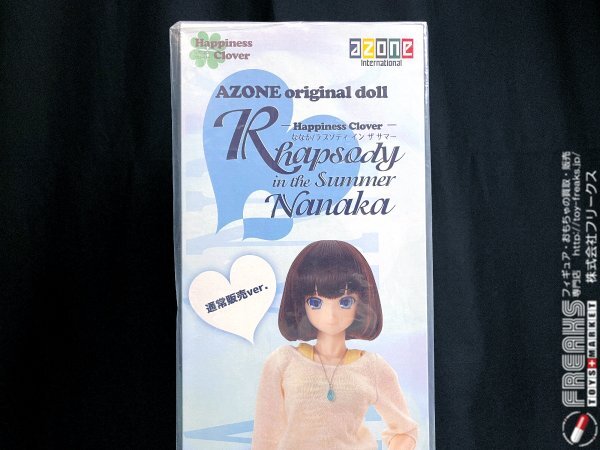 Happiness
Clover
azone
international
AZONE original doll
— Happiness Clover —
ななか/ラプソディ イン ザ サマー
Rhapsody
in the Summer
Nanaka
通常販売ver.
フィギュア・おもちゃの買取・販売
専門店 http://toy-freaks.jp/
株式会社フリークス
FREAKS
TOYS+MARKET